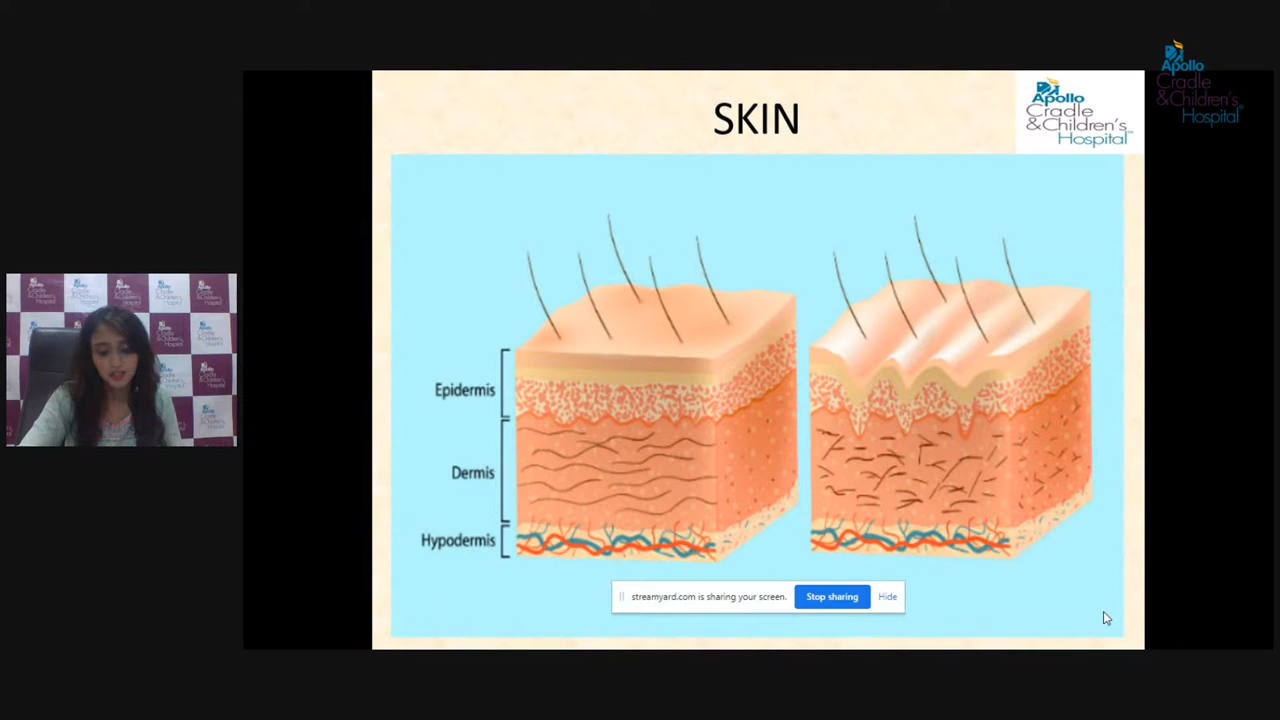 SKIN
Apollo
Cradle
&Children's
Hospital
Apollo
Cradle
&Children's
Hospital
Epidermis
Dermis
Hypodermis
streamyard.com is sharing your screen.
Stop sharing
Hide